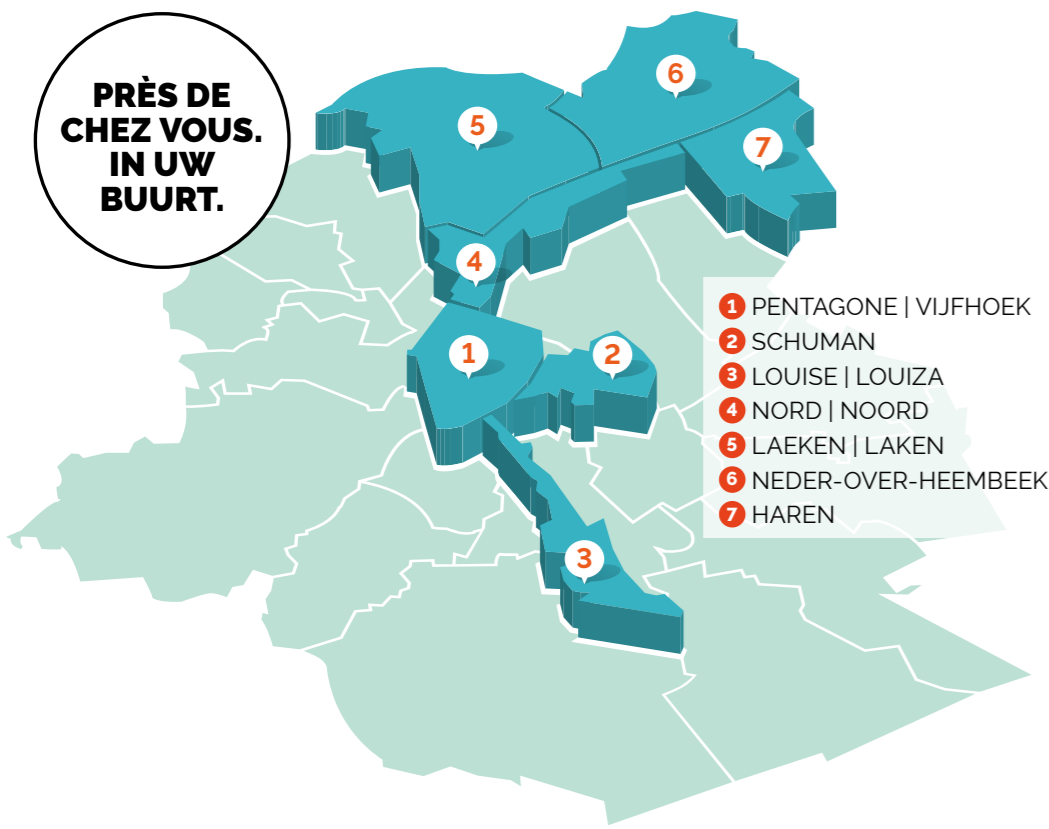 PRÈS DE
CHEZ VOUS.
IN UW
BUURT.
6
5
7
4
1
2
3
1 PENTAGONE | VIJFHOEK
2 SCHUMAN
3 LOUISE | LOUIZA
4 NORD | NOORD
5 LAEKEN | LAKEN
6 NEDER-OVER-HEEMBEEK
7 HAREN